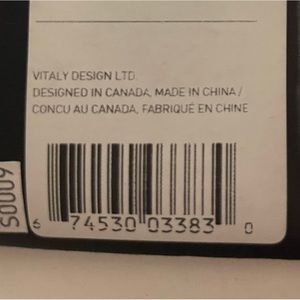 VITALY DESIGN LTD.
DESIGNED IN CANADA, MADE IN CHINA /
CONCU AU CANADA, FABRIQUÉ EN CHINE
6 74530 03383 0